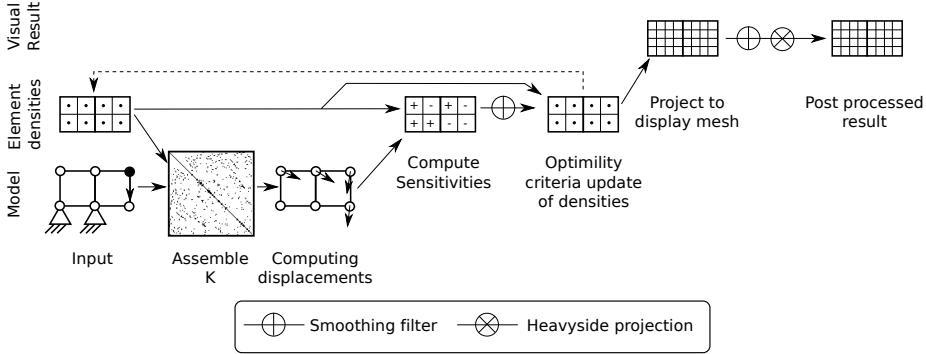 Visual
Result
Element
densities
Model
+ - + -
+ + - -
Project to
display mesh
Post processed
result
Compute
Sensitivities
Optimility
criteria update
of densities
Input
Assemble
K
Computing
displacements
Smoothing filter
Heavyside projection